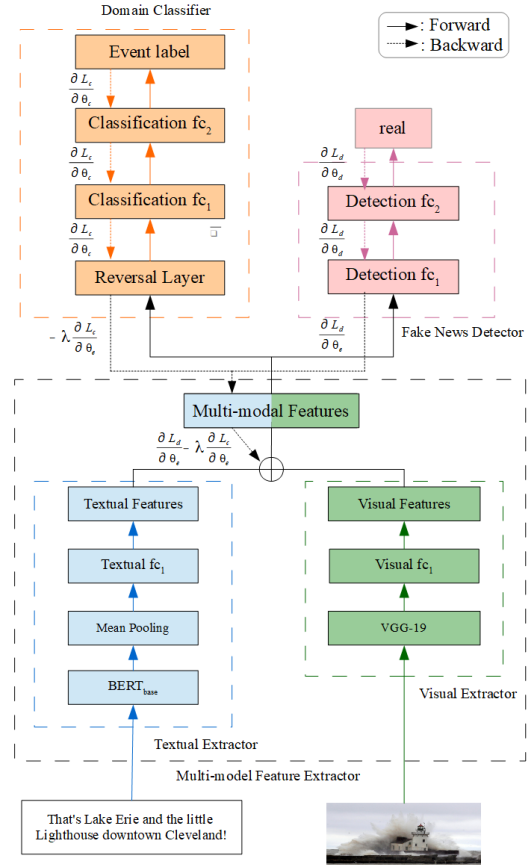 Domain Classifier
: Forward
: Backward
Event label
∂ L_c / ∂ θ_c
Classification fc2
∂ L_c / ∂ θ_c
Classification fc1
∂ L_c / ∂ θ_c
Reversal Layer
- λ ∂ L_c / ∂ θ_e
real
∂ L_d / ∂ θ_d
Detection fc2
∂ L_d / ∂ θ_d
Detection fc1
∂ L_d / ∂ θ_e
Fake News Detector
Multi-modal Features
∂ L_d / ∂ θ_e - λ ∂ L_c / ∂ θ_e
Textual Features
Textual fc1
Mean Pooling
BERTbase
Textual Extractor
Visual Features
Visual fc1
VGG-19
Visual Extractor
Multi-model Feature Extractor
That's Lake Erie and the little
Lighthouse downtown Cleveland!